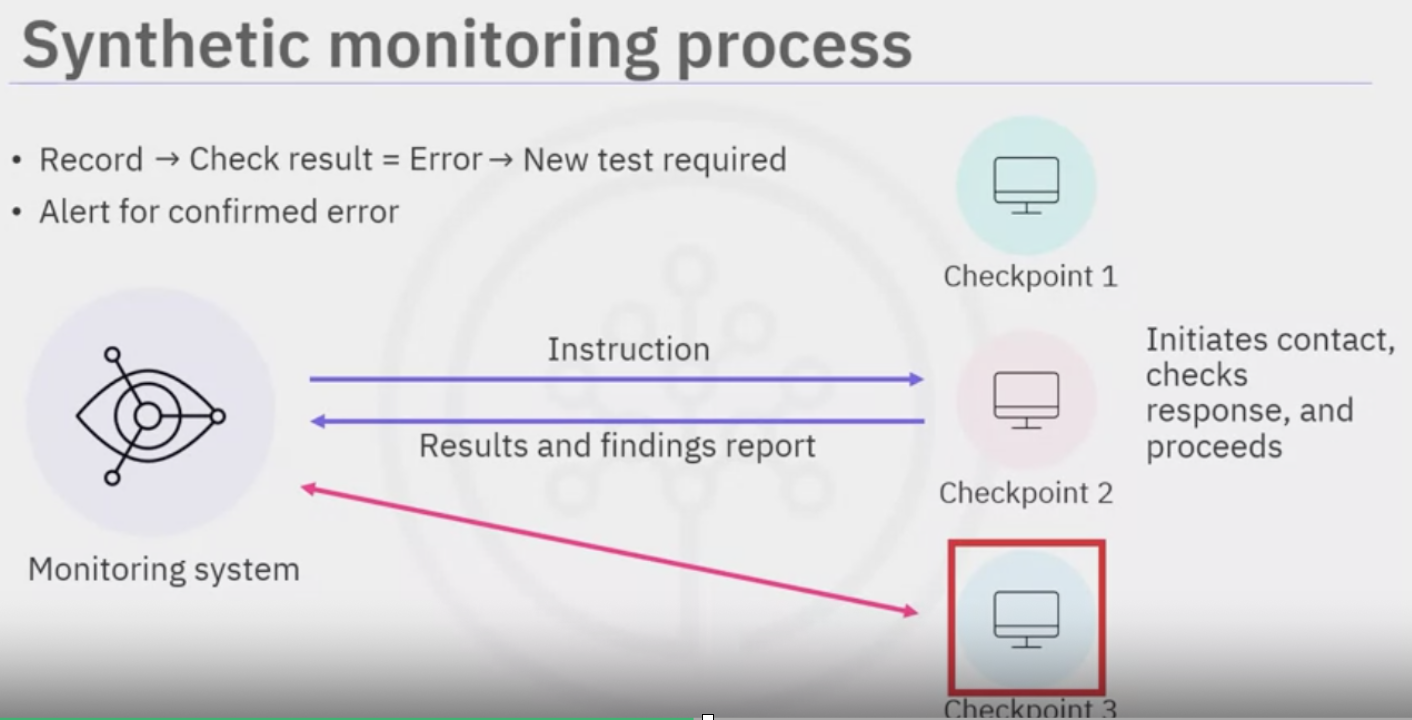 Synthetic monitoring process
• Record → Check result = Error → New test required
• Alert for confirmed error
Checkpoint 1
Instruction
Results and findings report
Initiates contact,
checks
response, and
proceeds
Checkpoint 2
Monitoring system
Checkpoint 3